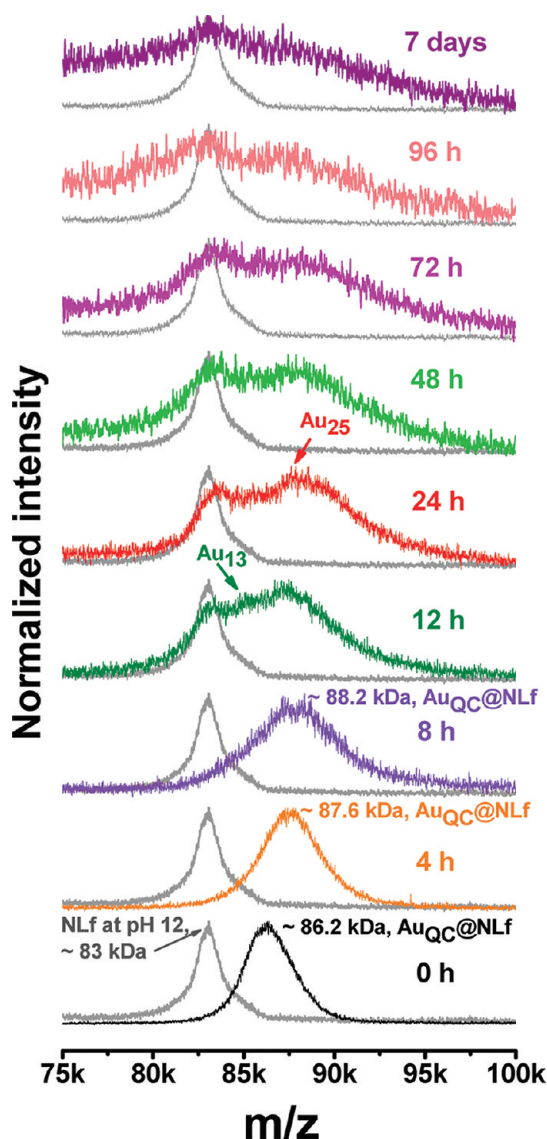 7 days
96 h
72 h
48 h
Au25
24 h
Au13
12 h
~ 88.2 kDa, AuQC@NLf
8 h
~ 87.6 kDa, AuQC@NLf
4 h
NLf at pH 12,
~ 83 kDa
~ 86.2 kDa, AuQC@NLf
0 h
Normalized intensity
75k 80k 85k 90k 95k 100k
m/z